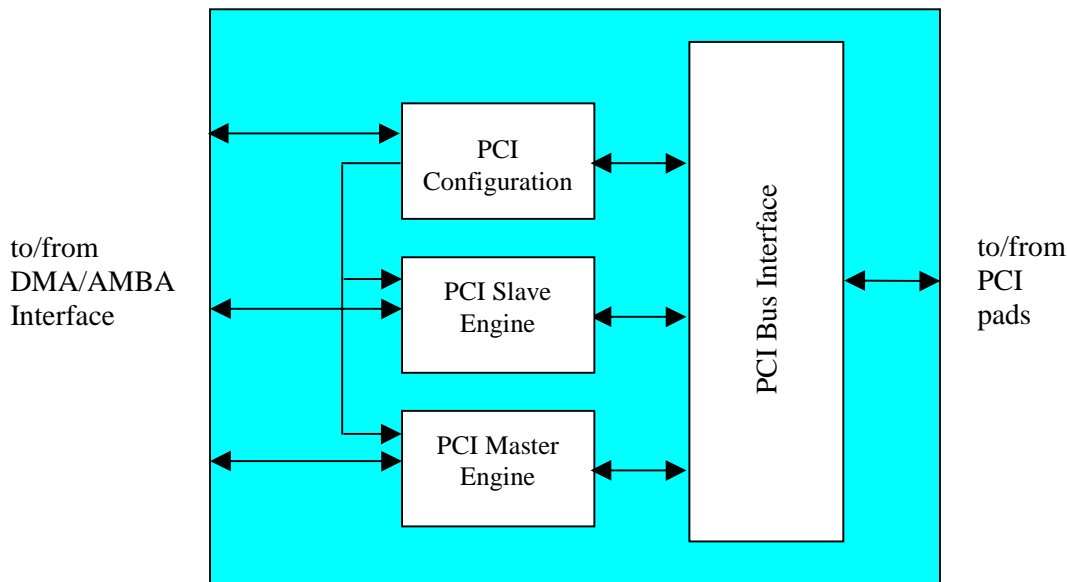 to/from
DMA/AMBA
Interface
PCI
Configuration
PCI Slave
Engine
PCI Master
Engine
PCI Bus Interface
to/from
PCI
pads